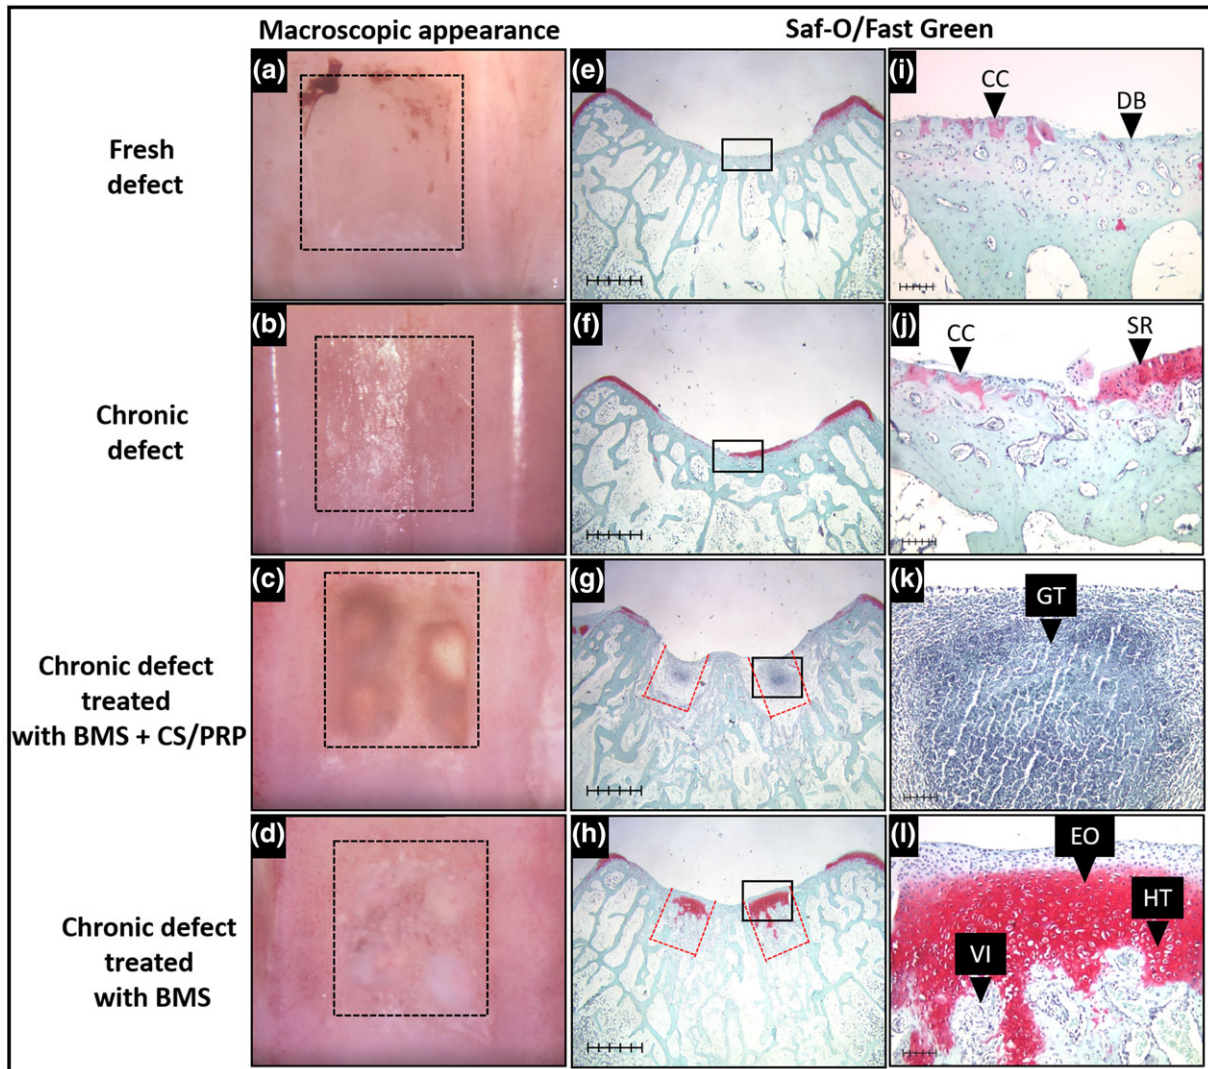 Macroscopic appearance
Saf-O/Fast Green
Fresh
defect
(a)
(e)
(i)
CC
DB
Chronic
defect
(b)
(f)
(j)
CC
SR
Chronic defect
treated
with BMS + CS/PRP
(c)
(g)
(k)
GT
Chronic defect
treated
with BMS
(d)
(h)
(l)
EO
HT
VI